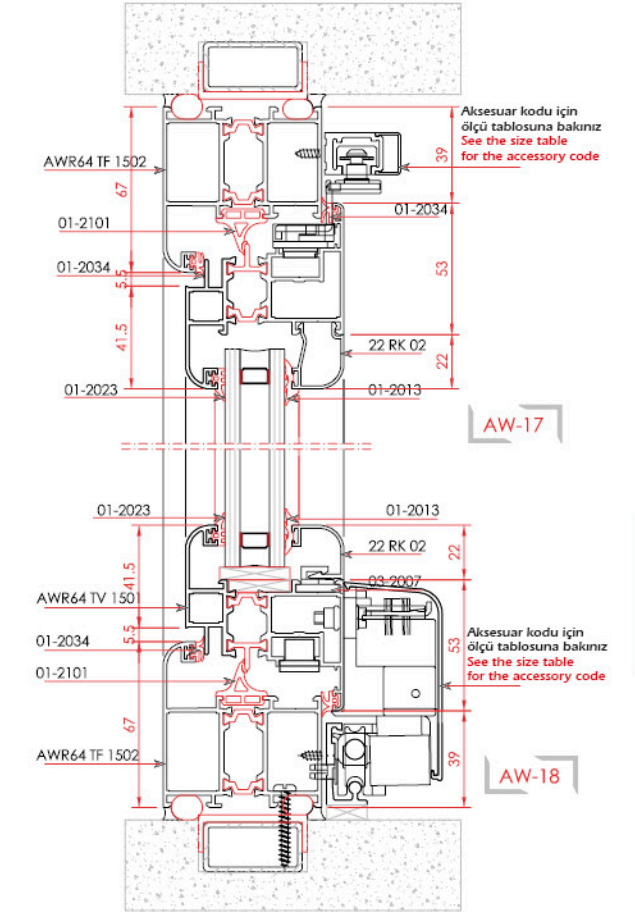 Aksesuar kodu için
ölçü tablosuna bakınız
See the size table
for the accessory code
39
AWR64 TF 1502
67
01-2034
01-2101
53
01-2034
5.5
41.5
22 RK 02
22
01-2023
01-2013
AW-17
01-2023
01-2013
22 RK 02
22
41.5
03-2007
AWR64 TV 1501
5.5
01-2034
53
Aksesuar kodu için
ölçü tablosuna bakınız
See the size table
for the accessory code
01-2101
67
AWR64 TF 1502
39
AW-18